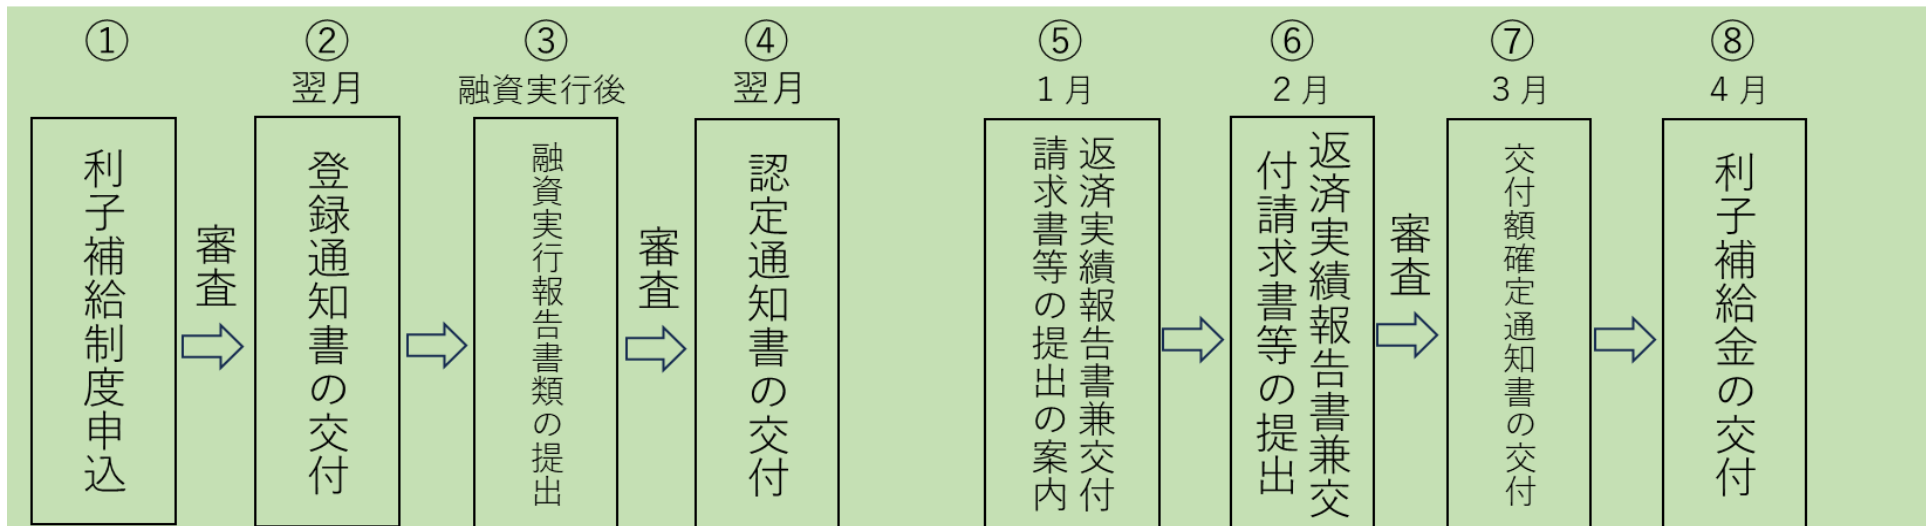 ①
利子補給制度申込
審査
②
翌月
登録通知書の交付
③
融資実行後
融資実行報告書類の提出
審査
④
翌月
認定通知書の交付
⑤
1月
返済実績報告書兼交付
請求書等の提出の案内
⑥
2月
返済実績報告書兼交
付請求書等の提出
審査
⑦
3月
交付額確定通知書の交付
⑧
4月
利子補給金の交付